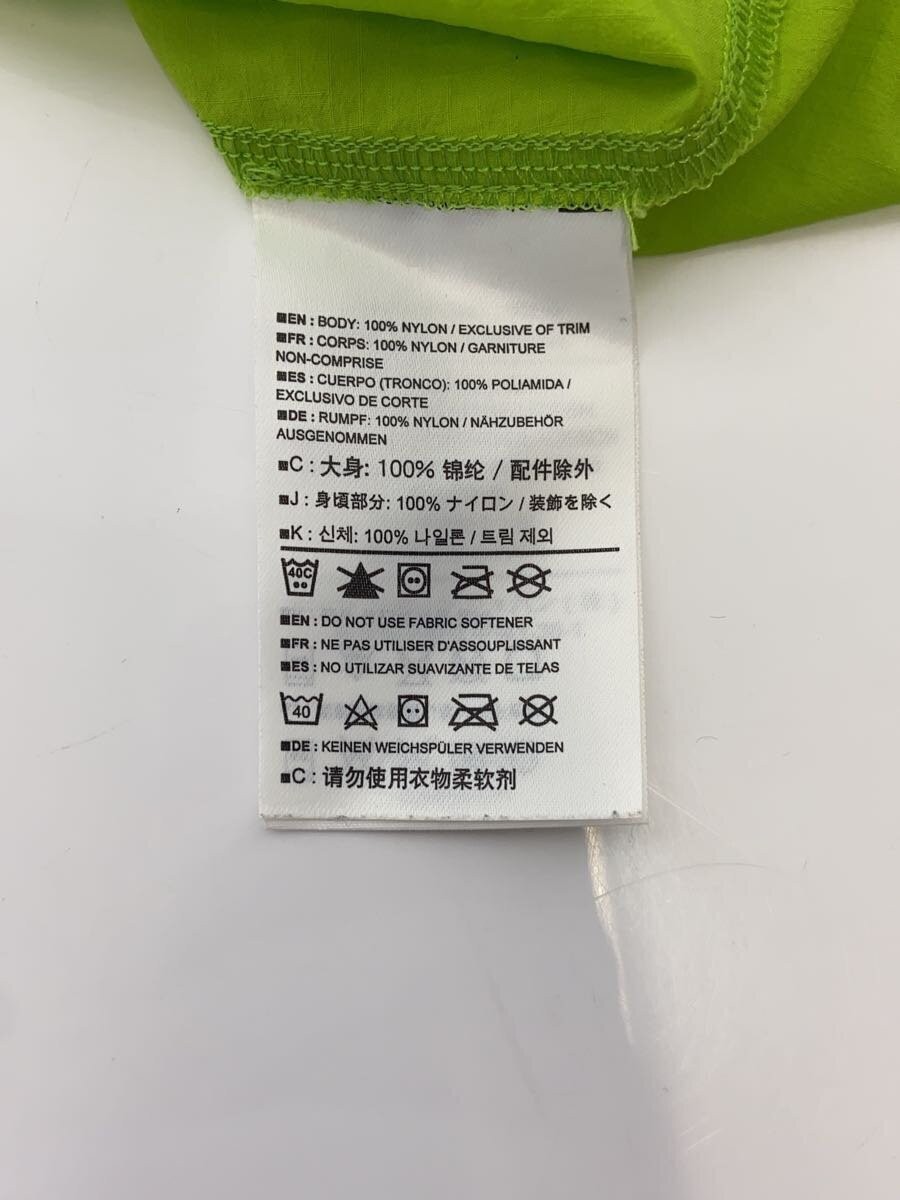 EN : BODY: 100% NYLON / EXCLUSIVE OF TRIM
FR : CORPS: 100% NYLON / GARNITURE
NON-COMPRISE
ES : CUERPO (TRONCO): 100% POLIAMIDA /
EXCLUSIVO DE CORTE
DE : RUMPF: 100% NYLON / NÄHZUBEHÖR
AUSGENOMMEN
C : 大身: 100% 锦纶 / 配件除外
J : 身頃部分: 100% ナイロン / 装飾を除く
K : 신체: 100% 나일론 / 트림 제외
40C
EN : DO NOT USE FABRIC SOFTENER
FR : NE PAS UTILISER D'ASSOUPLISSANT
ES : NO UTILIZAR SUAVIZANTE DE TELAS
40
DE : KEINEN WEICHSPÜLER VERWENDEN
C : 请勿使用衣物柔软剂